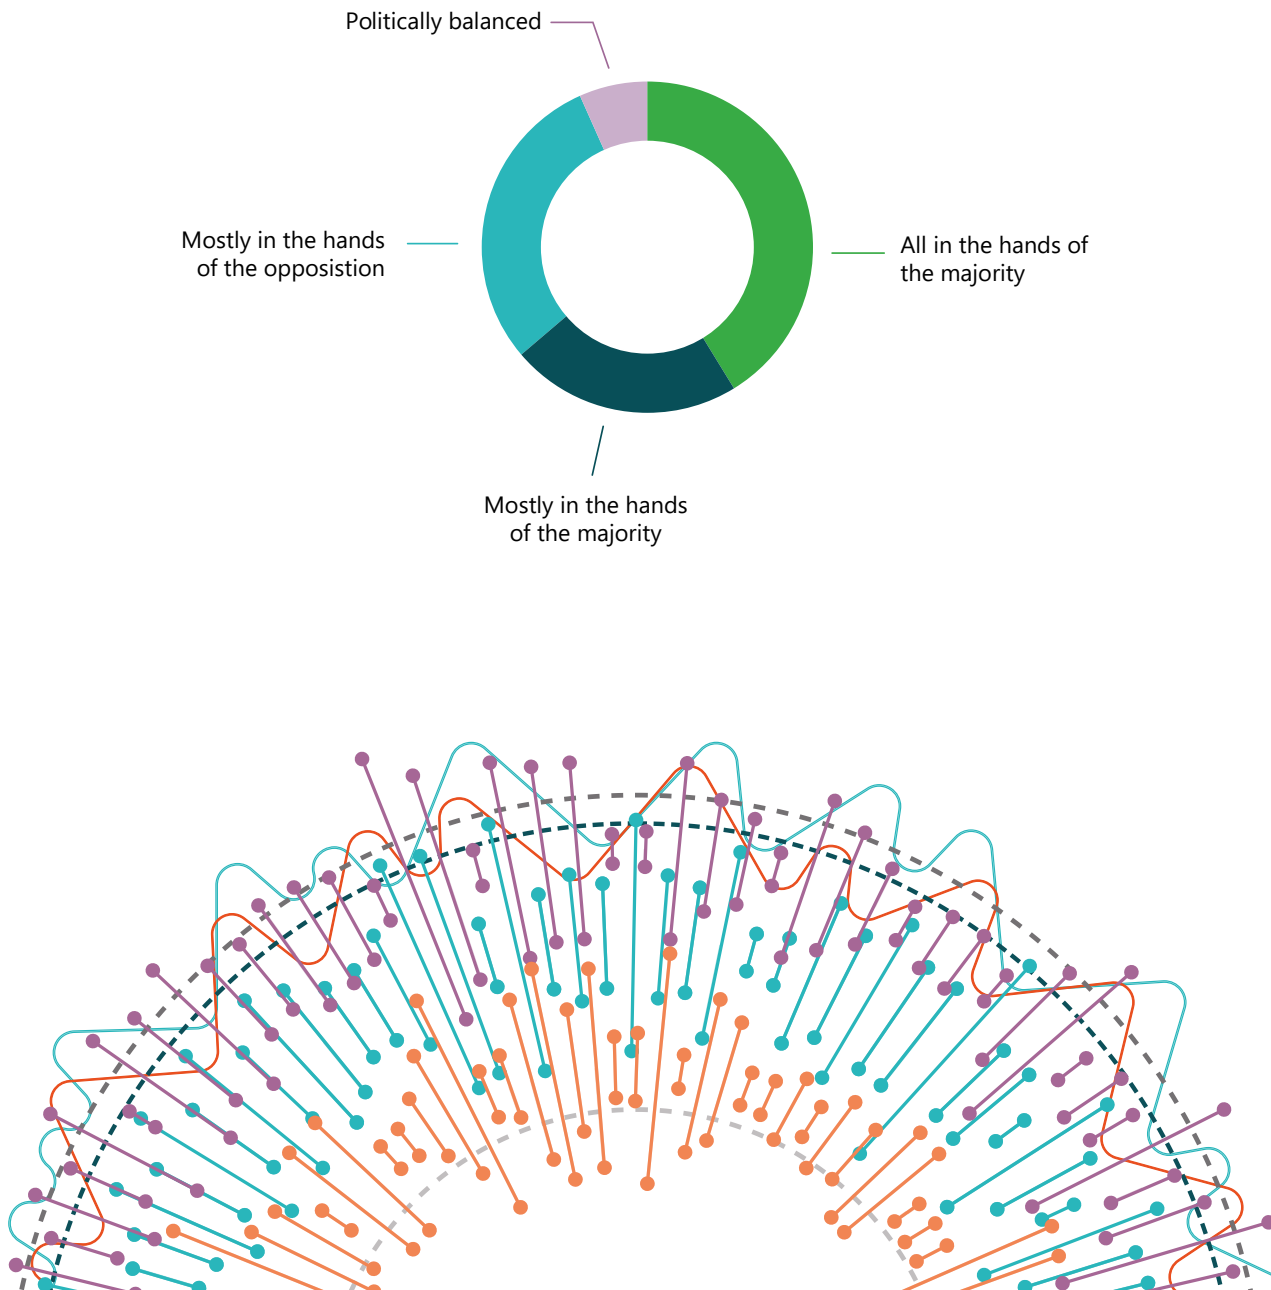 Politically balanced
Mostly in the hands
of the opposistion
All in the hands of
the majority
Mostly in the hands
of the majority